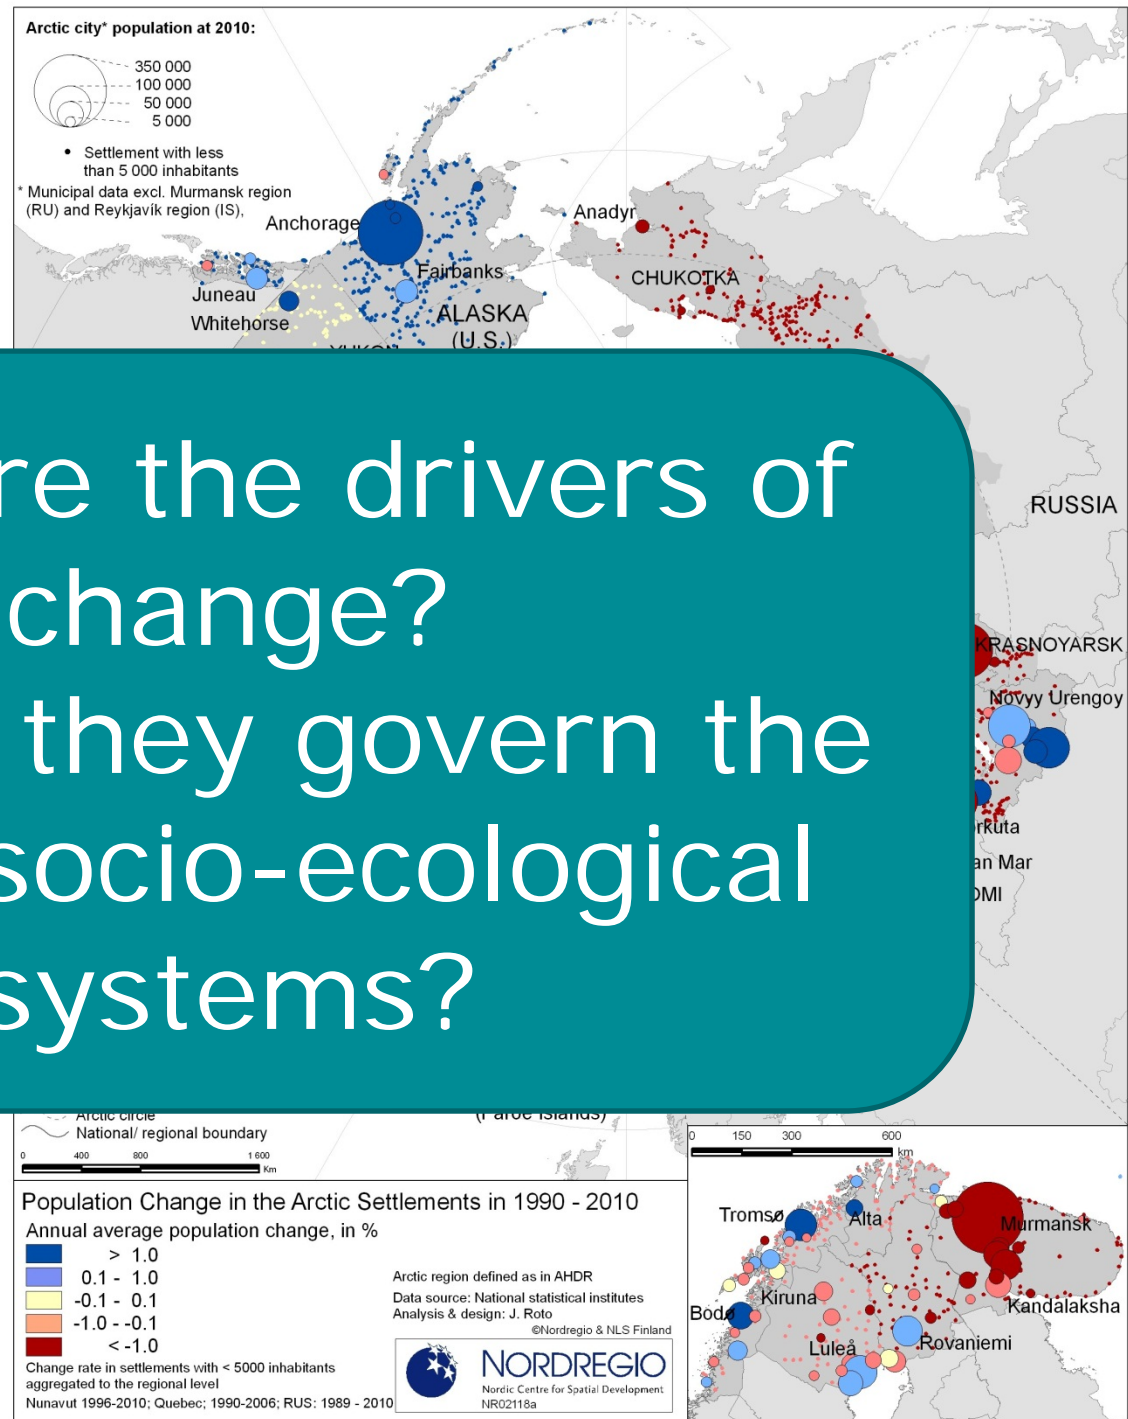 Arctic city* population at 2010:
350 000
100 000
50 000
5 000
• Settlement with less
than 5 000 inhabitants
* Municipal data excl. Murmansk region
(RU) and Reykjavík region (IS),
Anchorage
Anadyr
Fairbanks
CHUKOTKA
Juneau
ALASKA
(U.S.)
Whitehorse
YUKON
re the drivers of
change?
they govern the
socio-ecological
systems?
RUSSIA
KRASNOYARSK
Novyy Urengoy
rkuta
an Mar
OMI
Arctic circle
(Faroe Islands)
National/ regional boundary
0 400 800 1 600
Km
0 150 300 600
km
Population Change in the Arctic Settlements in 1990 - 2010
Annual average population change, in %
> 1.0
0.1 - 1.0
-0.1 - 0.1
-1.0 - -0.1
< -1.0
Change rate in settlements with < 5000 inhabitants
aggregated to the regional level
Nunavut 1996-2010; Quebec; 1990-2006; RUS: 1989 - 2010
Arctic region defined as in AHDR
Data source: National statistical institutes
Analysis & design: J. Roto
©Nordregio & NLS Finland
NORDREGIO
Nordic Centre for Spatial Development
NR02118a
Tromsø
Alta
Murmansk
Kiruna
Bodø
Kandalaksha
Luleå
Rovaniemi